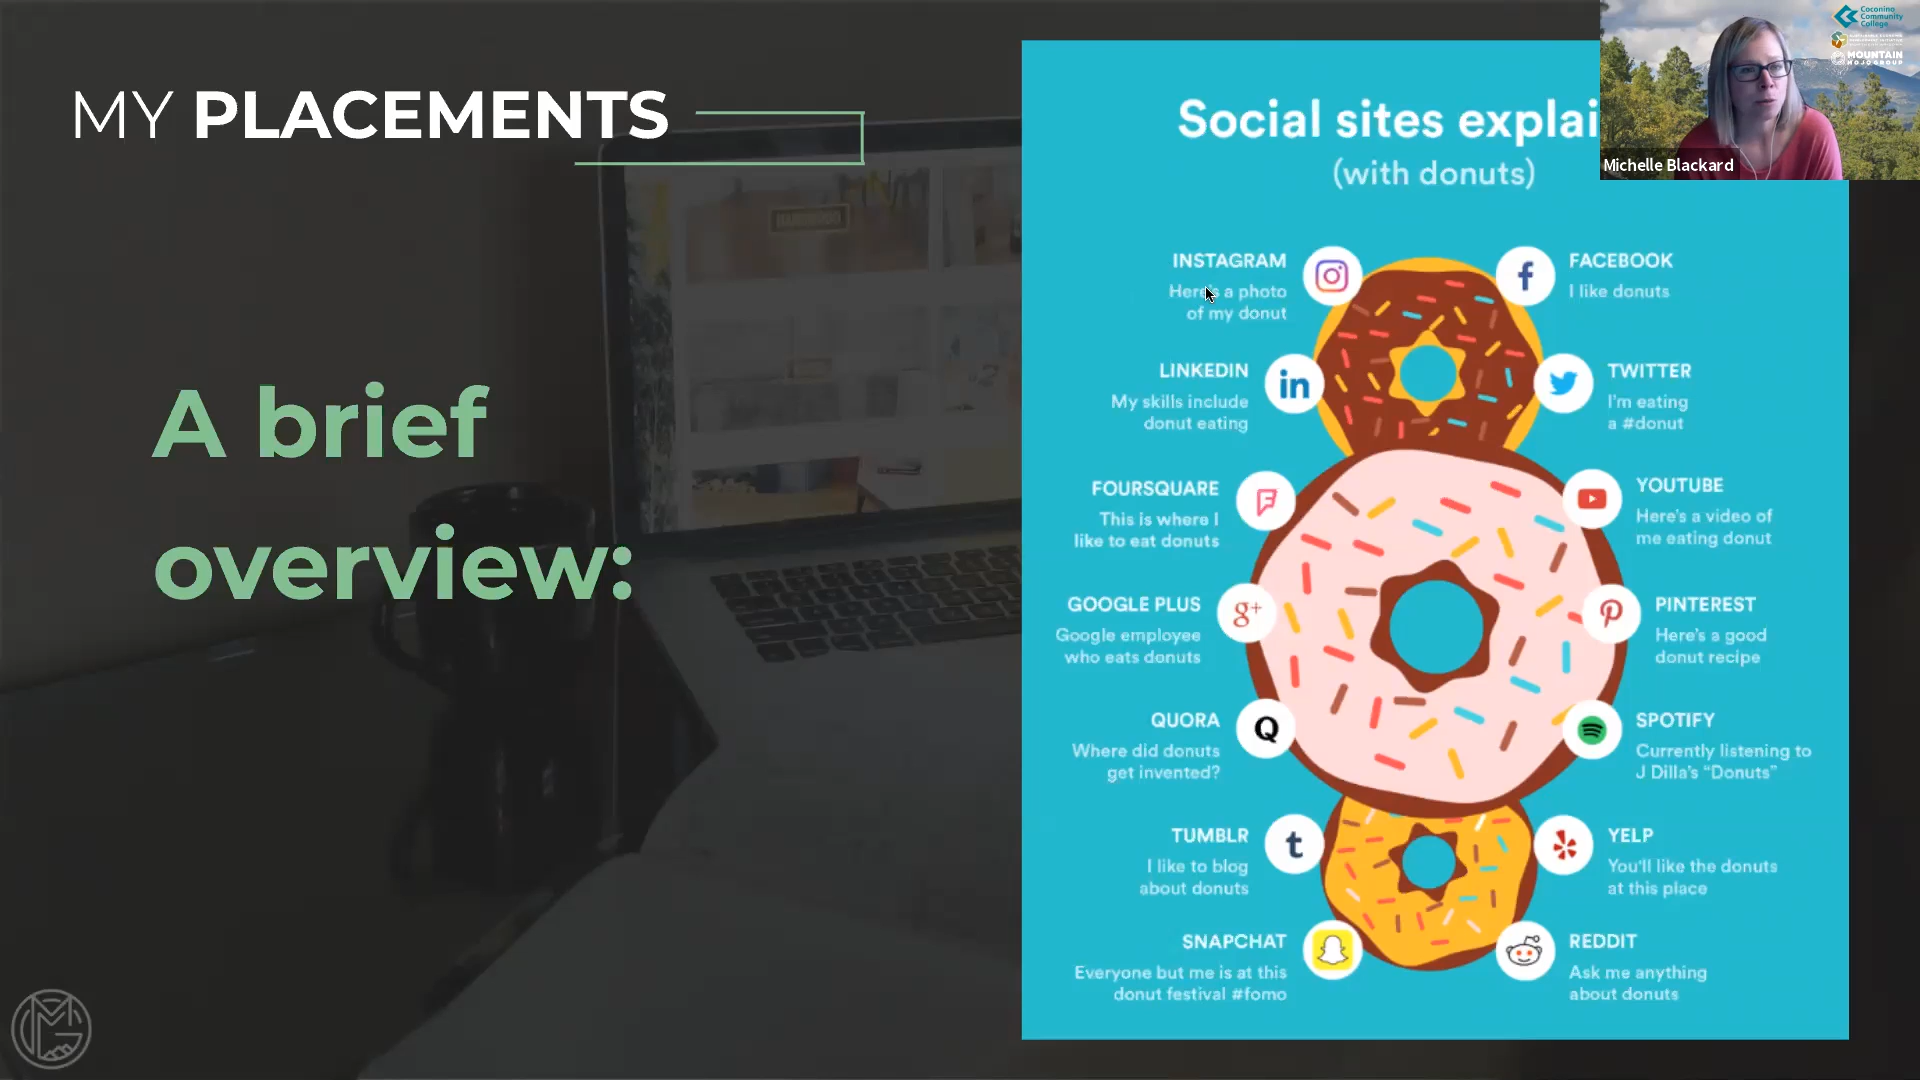 MY PLACEMENTS
A brief
overview:
Social sites explai
(with donuts)
INSTAGRAM
Here's a photo
of my donut
FACEBOOK
I like donuts
LINKEDIN
My skills include
donut eating
TWITTER
I'm eating
a #donut
FOURSQUARE
This is where I
like to eat donuts
YOUTUBE
Here's a video of
me eating donut
GOOGLE PLUS
Google employee
who eats donuts
PINTEREST
Here's a good
donut recipe
QUORA
Where did donuts
get invented?
SPOTIFY
Currently listening to
J Dilla's "Donuts"
TUMBLR
I like to blog
about donuts
YELP
You'll like the donuts
at this place
SNAPCHAT
Everyone but me is at this
donut festival #fomo
REDDIT
Ask me anything
about donuts
Coconino
Community
College
MOUNTAIN
MOJO GROUP
Michelle Blackard